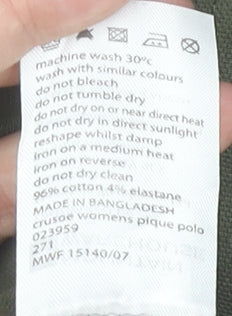 machine wash 30°c
wash with similar colours
do not bleach
do not tumble dry
do not dry on or near direct heat
do not dry in direct sunlight
reshape whilst damp
iron on a medium heat
iron on reverse
do not dry clean
96% cotton 4% elastane
MADE IN BANGLADESH
crusoe womens pique polo
023959
271
MWF 15140/07